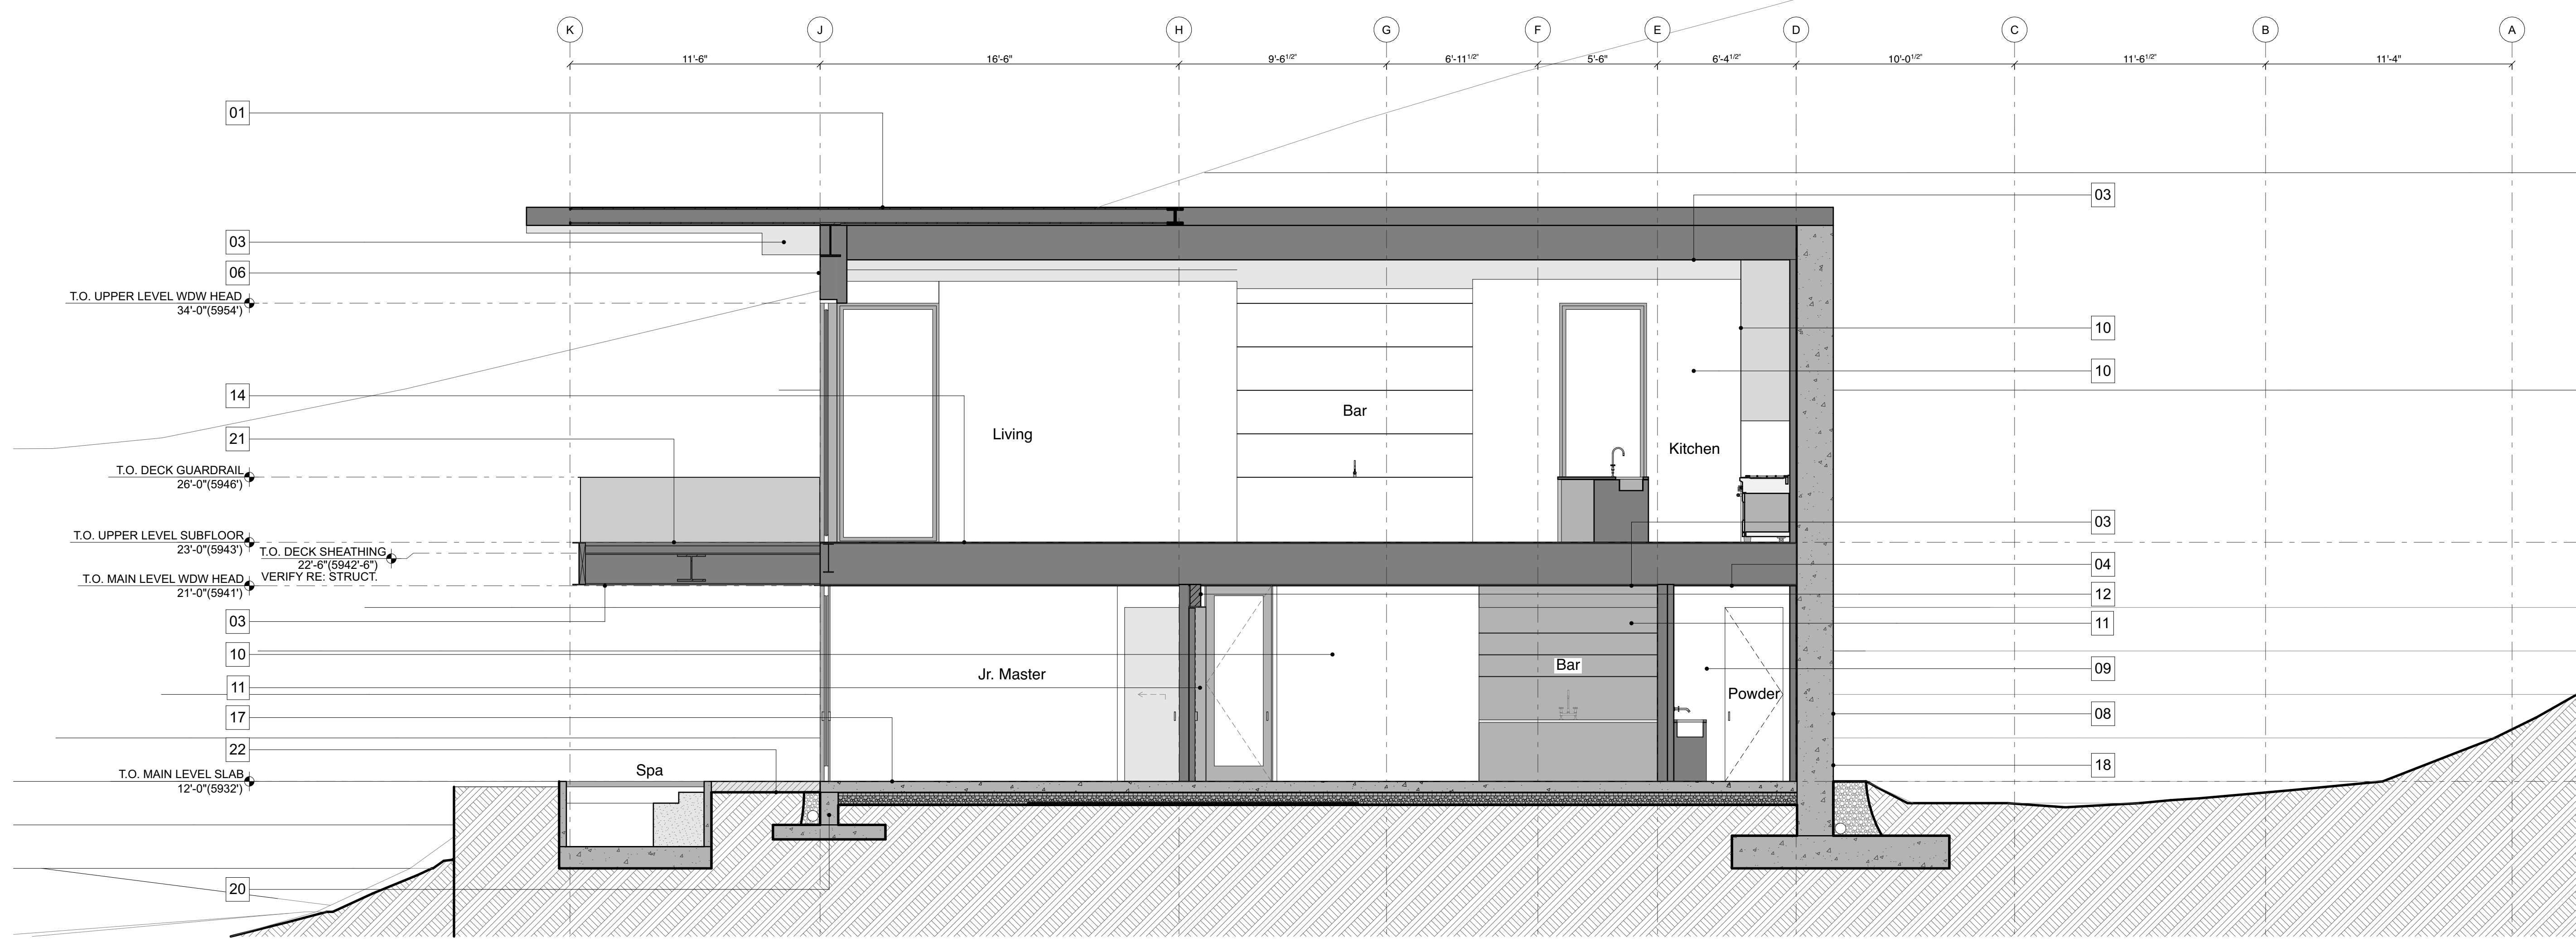 K J H G F E D C B A
11'-6" 16'-6" 9'-6 1/2" 6'-11 1/2" 5'-6" 6'-4 1/2" 10'-0 1/2" 11'-6 1/2" 11'-4"
01
03
03
06
T.O. UPPER LEVEL WDW HEAD
34'-0"(5954')
10
10
14
Bar
Living
21
Kitchen
T.O. DECK GUARDRAIL
26'-0"(5946')
03
T.O. UPPER LEVEL SUBFLOOR
23'-0"(5943')
T.O. DECK SHEATHING
22'-6"(5942'-6")
VERIFY RE: STRUCT.
04
T.O. MAIN LEVEL WDW HEAD
21'-0"(5941')
12
03
11
10
Bar
09
Jr. Master
11
Powder
17
08
22
Spa
18
T.O. MAIN LEVEL SLAB
12'-0"(5932')
20